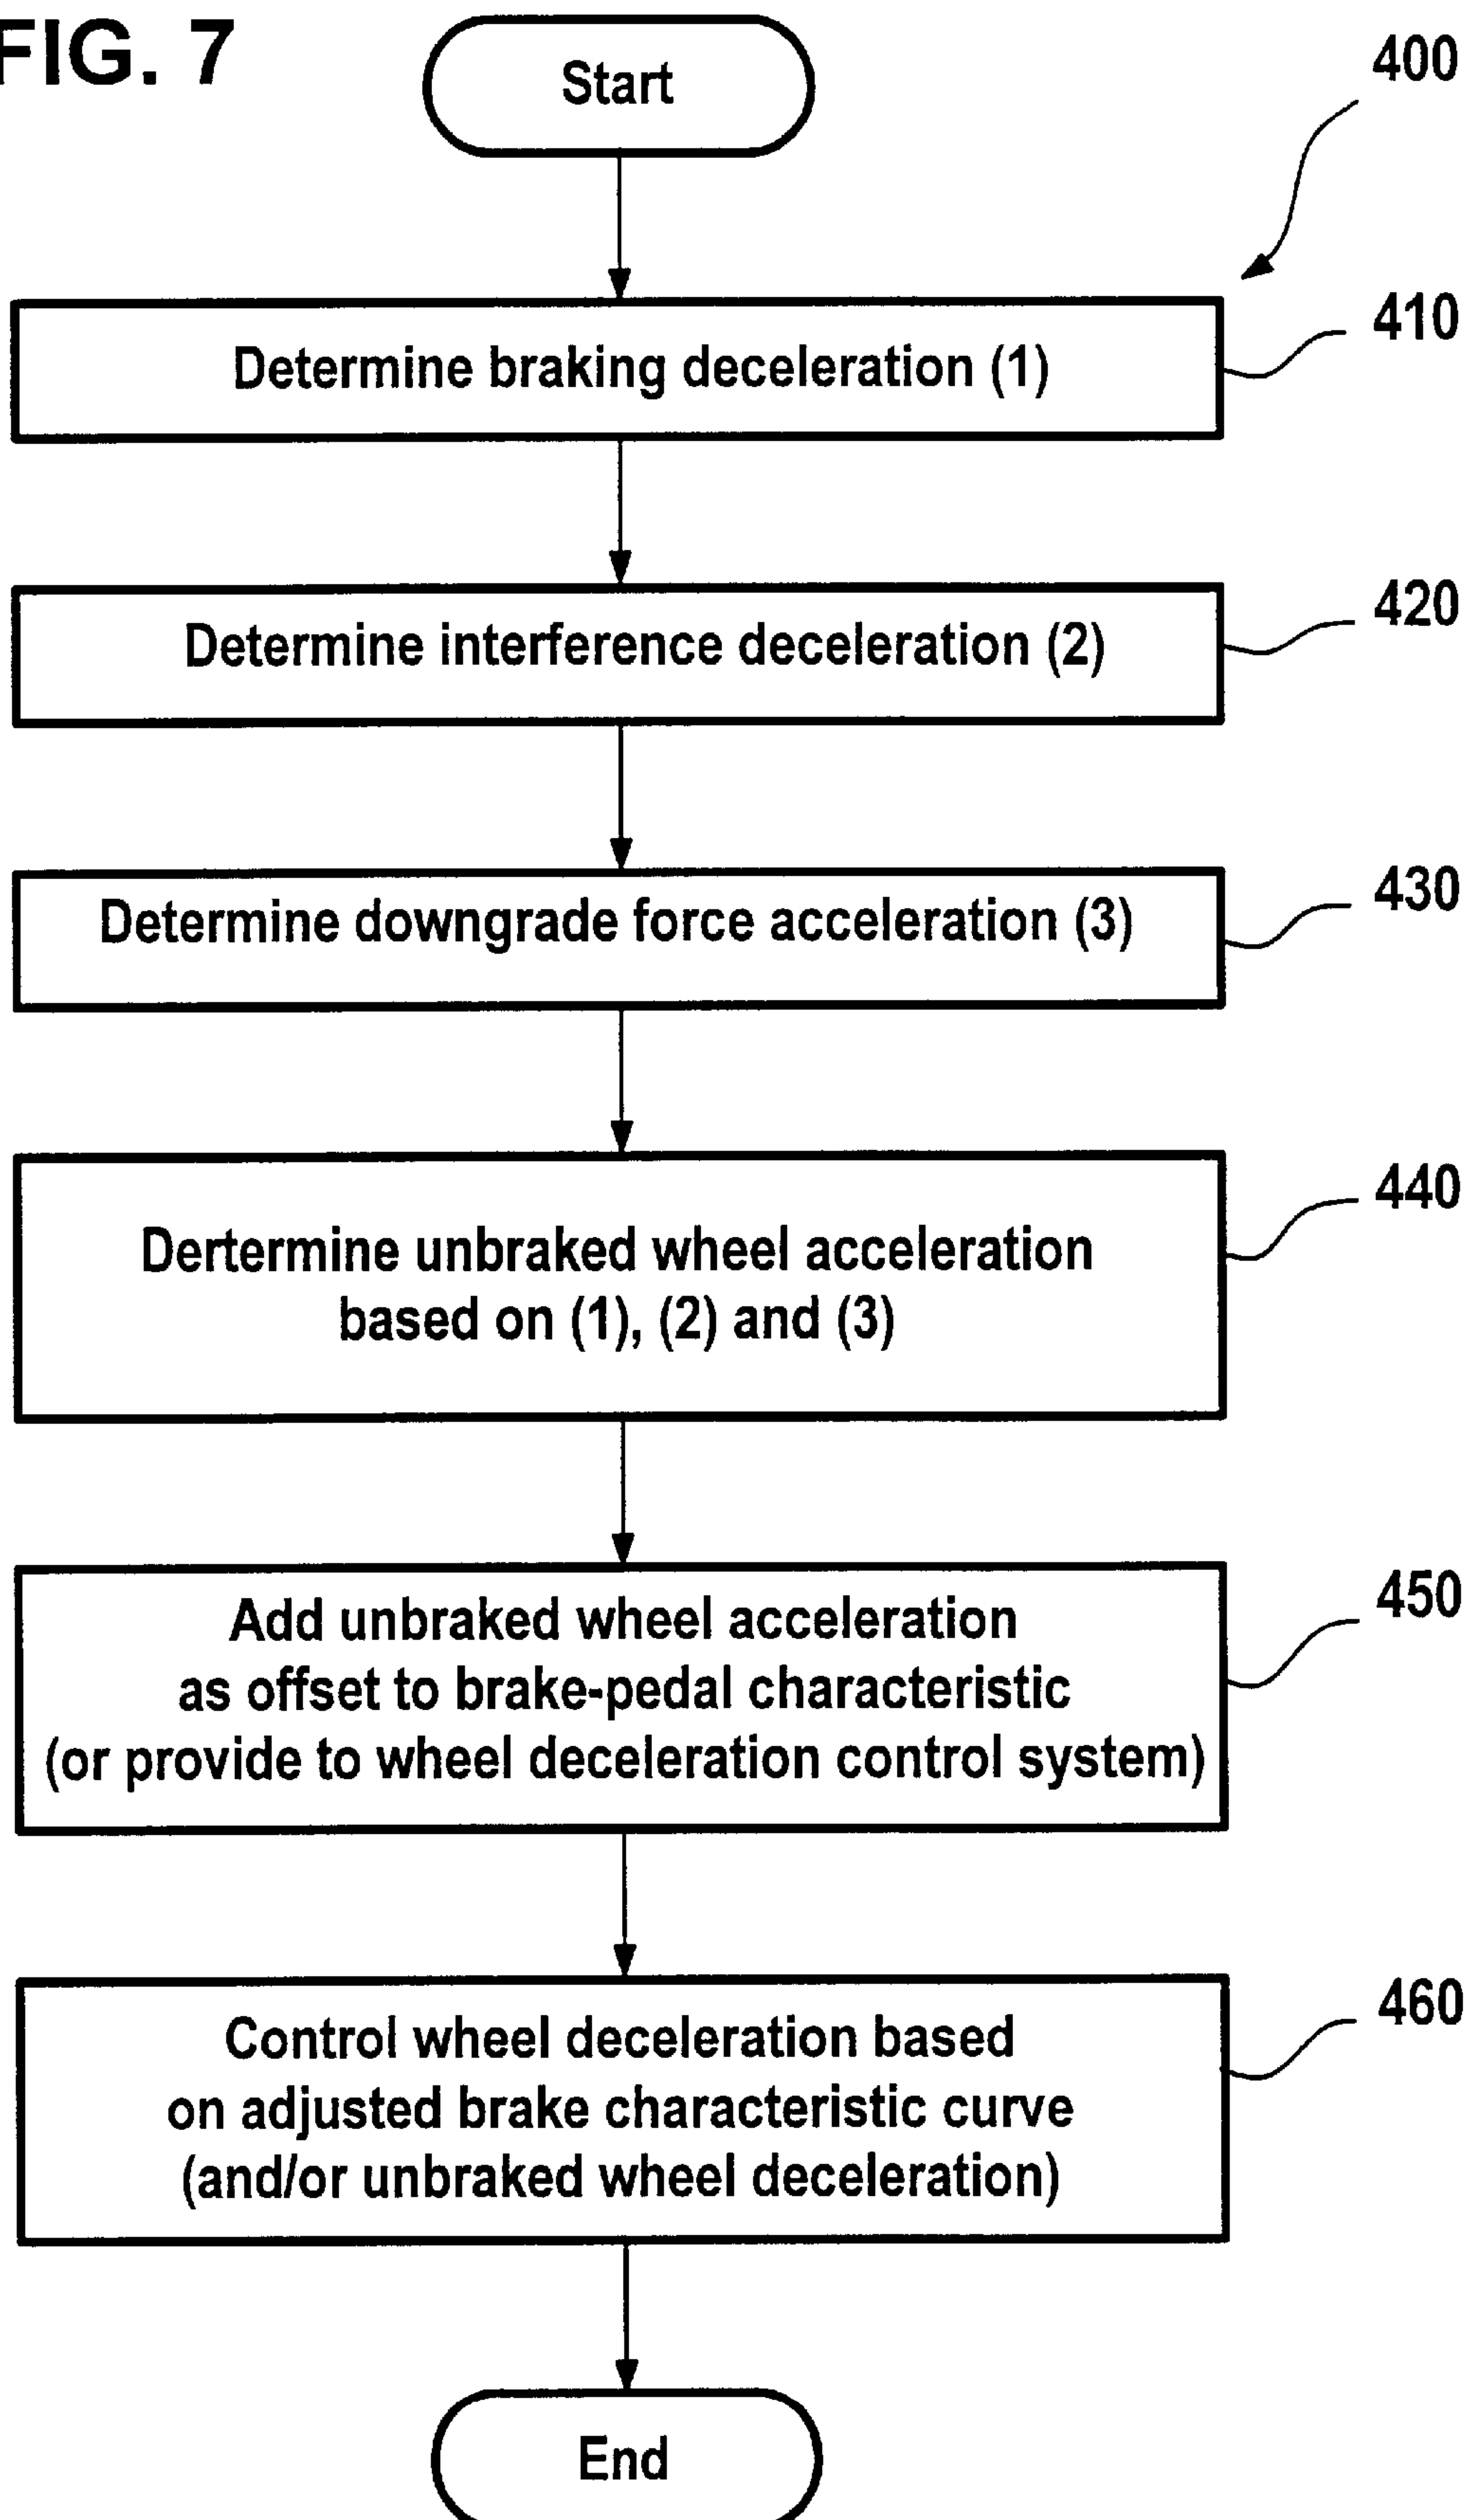 FIG. 7
Start
400
Determine braking deceleration (1)
410
Determine interference deceleration (2)
420
Determine downgrade force acceleration (3)
430
Dertermine unbraked wheel acceleration
based on (1), (2) and (3)
440
Add unbraked wheel acceleration
as offset to brake-pedal characteristic
(or provide to wheel deceleration control system)
450
Control wheel deceleration based
on adjusted brake characteristic curve
(and/or unbraked wheel deceleration)
460
End